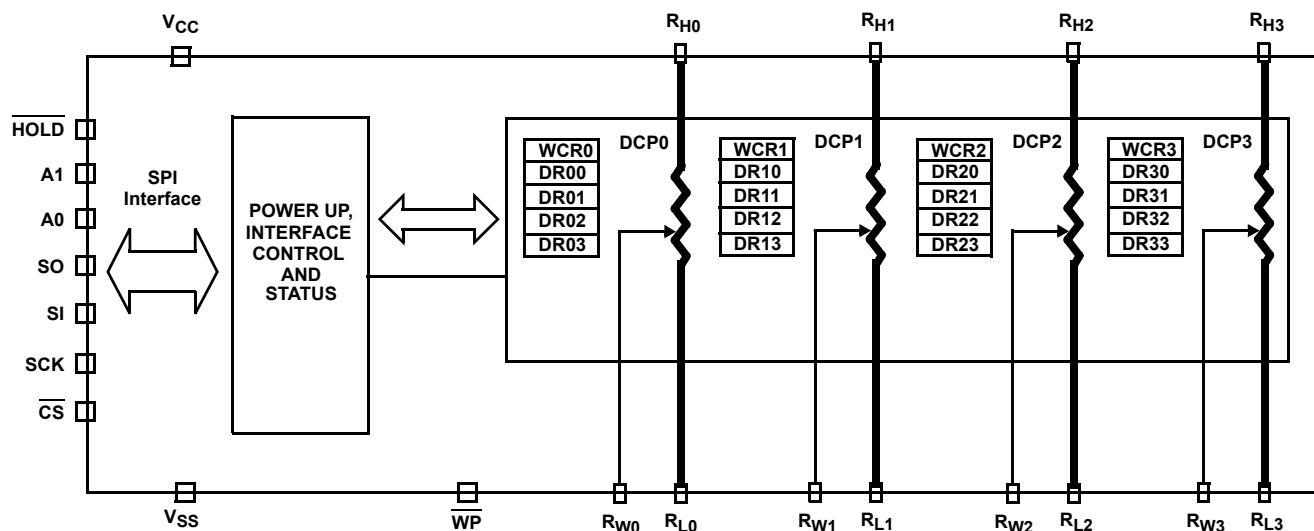 VCC
RH0
RH1
RH2
RH3
HOLD
A1
A0
SO
SI
SCK
CS
SPI
Interface
POWER UP,
INTERFACE
CONTROL
AND
STATUS
WCR0
DR00
DR01
DR02
DR03
DCP0
WCR1
DR10
DR11
DR12
DR13
DCP1
WCR2
DR20
DR21
DR22
DR23
DCP2
WCR3
DR30
DR31
DR32
DR33
DCP3
VSS
WP
RW0
RL0
RW1
RL1
RW2
RL2
RW3
RL3